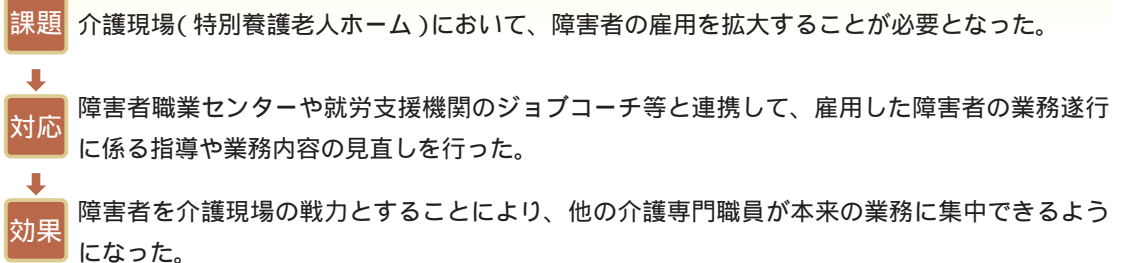 課題 介護現場(特別養護老人ホーム)において、障害者の雇用を拡大することが必要となった。
対応 障害者職業センターや就労支援機関のジョブコーチ等と連携して、雇用した障害者の業務遂行
に係る指導や業務内容の見直しを行った。
効果 障害者を介護現場の戦力とすることにより、他の介護専門職員が本来の業務に集中できるよう
になった。